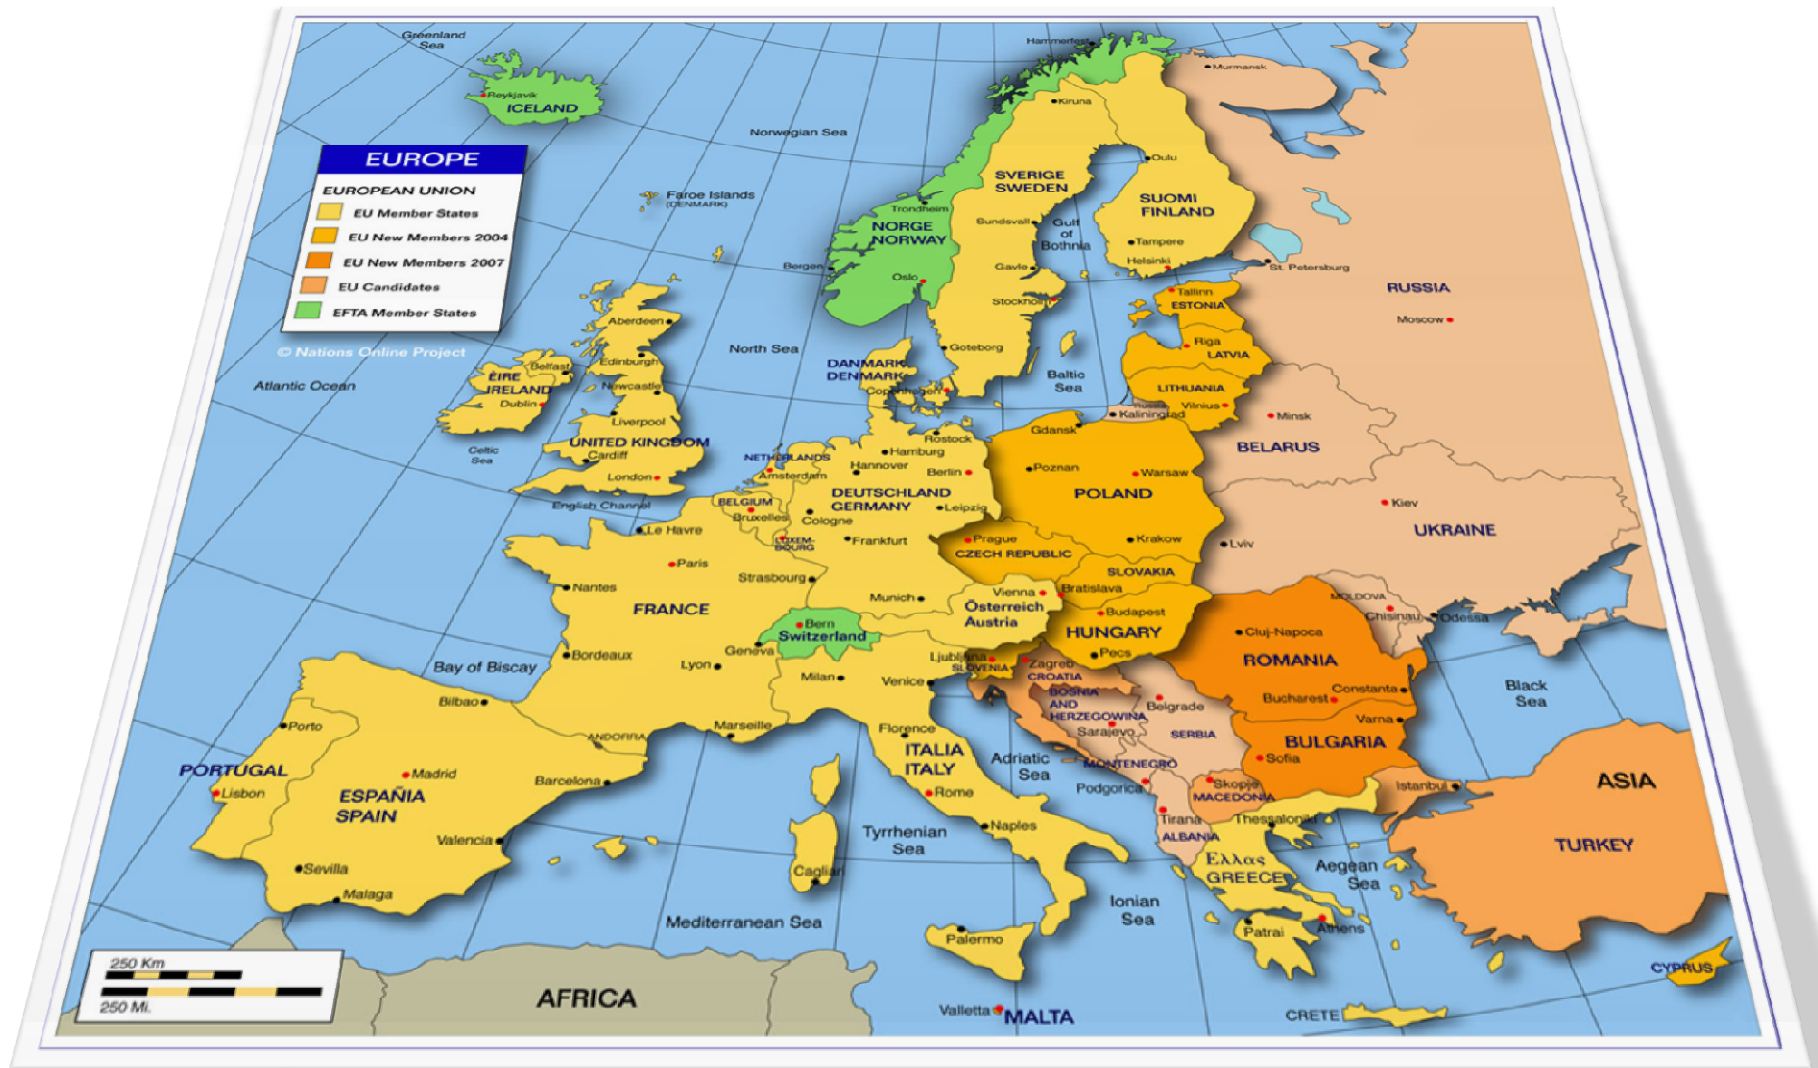 Greenland
Sea
Hammerfest
Murmansk
Reykjavik
ICELAND
Kiruna
Norwegian Sea
EUROPE
EUROPEAN UNION
EU Member States
EU New Members 2004
EU New Members 2007
EU Candidates
EFTA Member States
© Nations Online Project
Oulu
SVERIGE
SWEDEN
SUOMI
FINLAND
Faroe Islands
(DENMARK)
Trondheim
NORGE
NORWAY
Sundsvall
Gulf
of
Bothnia
Tampere
Helsinki
Bergen
Oslo
Gavle
St. Petersburg
Stockholm
Tallinn
ESTONIA
RUSSIA
Moscow
Aberdeen
North Sea
Goteborg
Riga
LATVIA
Edinburgh
Belfast
ÉIRE
IRELAND
Dublin
Newcastle
DANMARK
DENMARK
Copenhagen
Baltic
Sea
LITHUANIA
Vilnius
Russia
Kaliningrad
Minsk
BELARUS
Atlantic Ocean
Liverpool
UNITED KINGDOM
Cardiff
London
Celtic
Sea
English Channel
NETHERLANDS
Amsterdam
Rostock
Hamburg
Hannover
Berlin
DEUTSCHLAND
GERMANY
Leipzig
Gdansk
Poznan
Warsaw
POLAND
Krakow
BELGIUM
Bruxelles
Cologne
LUXEM-
BOURG
Frankfurt
Prague
CZECH REPUBLIC
Kiev
UKRAINE
Lviv
Le Havre
Paris
Strasbourg
Nantes
FRANCE
Munich
Vienna
Österreich
Austria
SLOVAKIA
Bratislava
Budapest
HUNGARY
Pecs
MOLDOVA
Chisinau
Odessa
Bern
Switzerland
Geneva
Cluj-Napoca
ROMANIA
Bucharest
Constanta
Bay of Biscay
Bordeaux
Lyon
Milan
Venice
Ljubljana
SLOVENIA
Zagreb
CROATIA
BOSNIA
AND
HERZEGOWINA
Sarajevo
Belgrade
SERBIA
Black
Sea
Varna
BULGARIA
Sofia
Bilbao
Porto
PORTUGAL
Lisbon
Madrid
ESPAÑIA
SPAIN
ANDORRA
Barcelona
Marseille
Florence
ITALIA
ITALY
Rome
Adriatic
Sea
MONTENEGRO
Podgorica
Skopje
MACEDONIA
Tirana
ALBANIA
Istanbul
ASIA
TURKEY
Valencia
Sevilla
Malaga
Tyrrhenian
Sea
Naples
Cagliari
Thessaloniki
Ελλας
GREECE
Aegean
Sea
Mediterranean Sea
Palermo
Ionian
Sea
Patrai
Athens
CYPRUS
250 Km
250 Mi.
AFRICA
Valletta
MALTA
CRETE